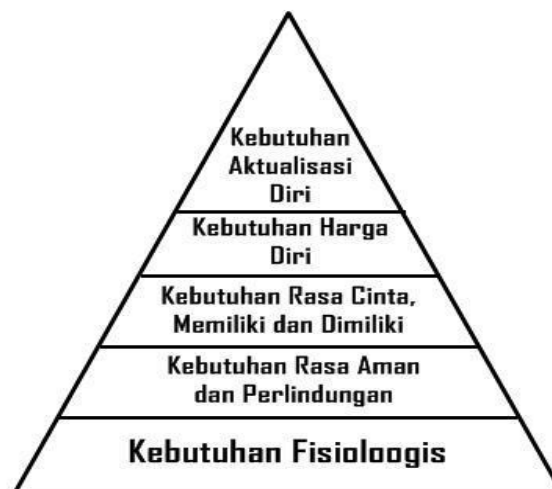 Kebutuhan
Aktualisasi
Diri
Kebutuhan Harga
Diri
Kebutuhan Rasa Cinta,
Memiliki dan Dimiliki
Kebutuhan Rasa Aman
dan Perlindungan
Kebutuhan Fisioloogis